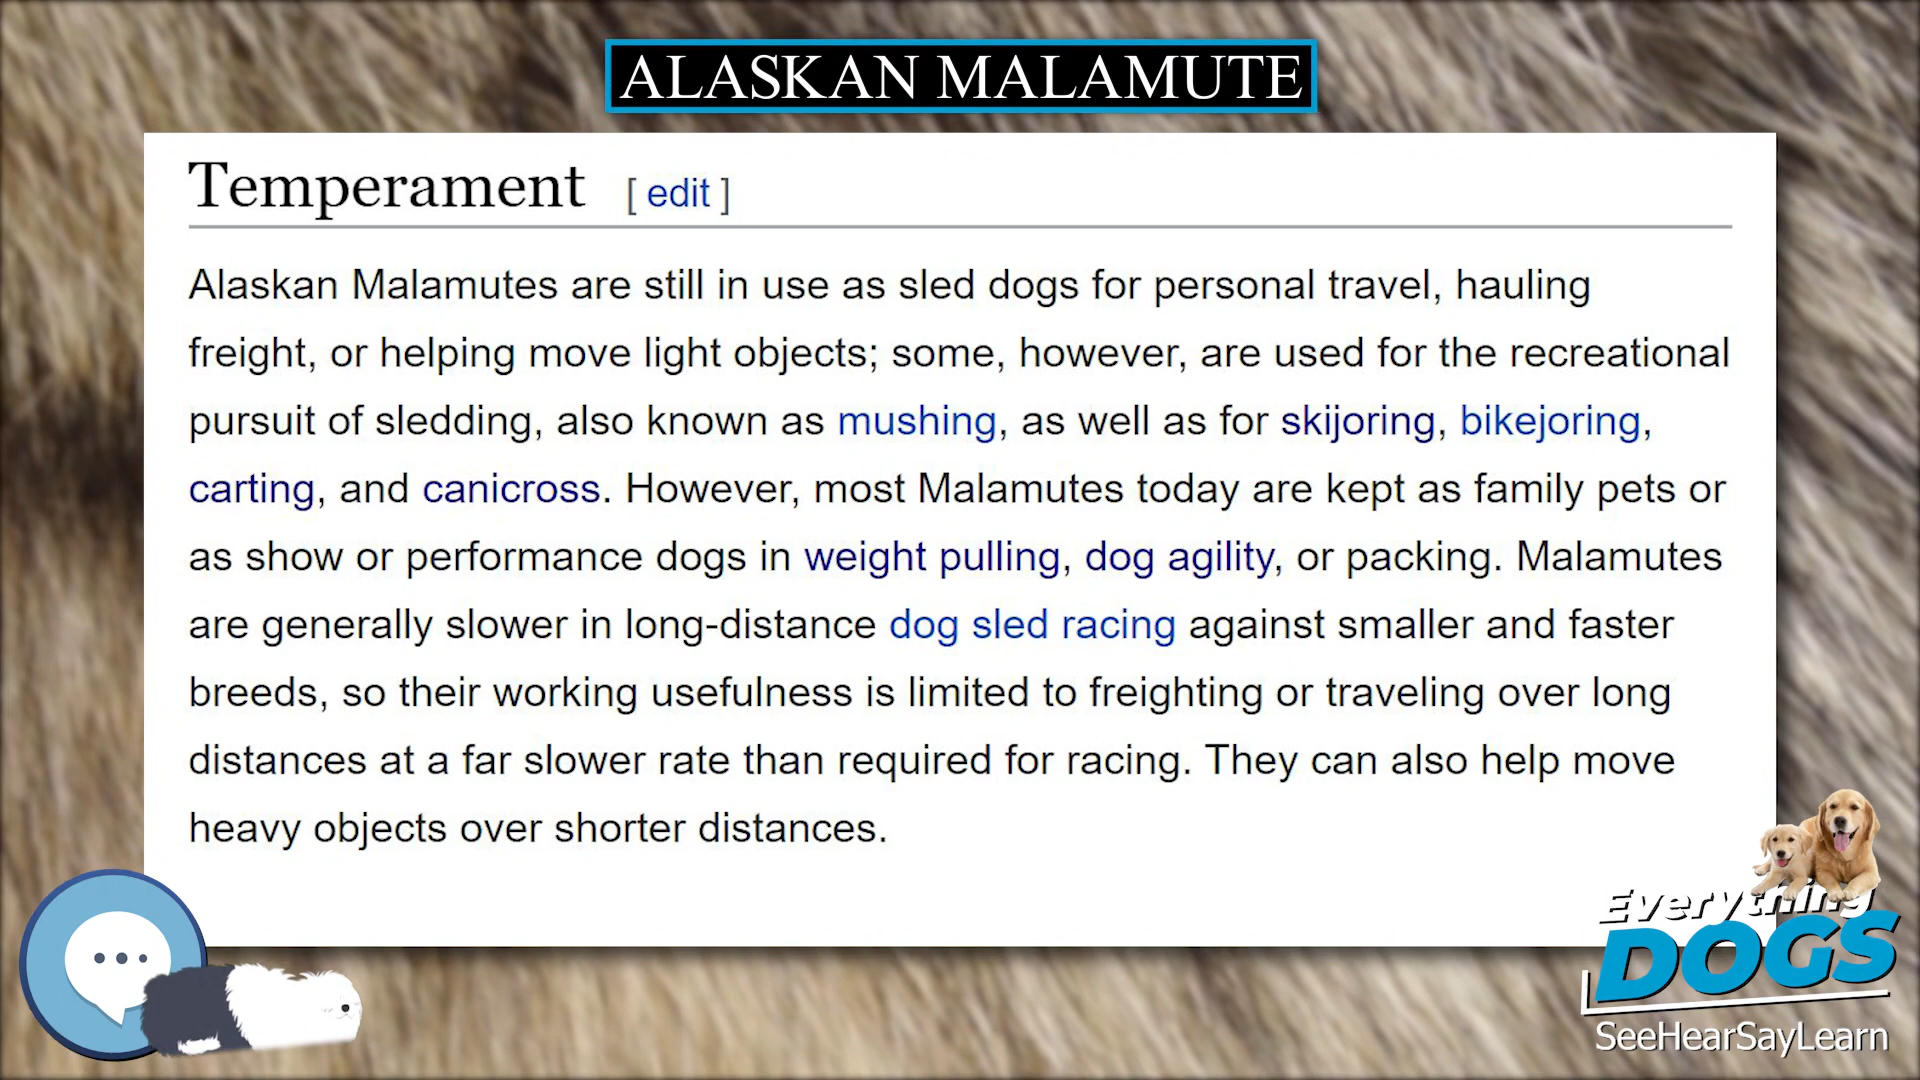 ALASKAN MALAMUTE
Temperament [ edit ]
Alaskan Malamutes are still in use as sled dogs for personal travel, hauling
freight, or helping move light objects; some, however, are used for the recreational
pursuit of sledding, also known as mushing, as well as for skijoring, bikejoring,
carting, and canicross. However, most Malamutes today are kept as family pets or
as show or performance dogs in weight pulling, dog agility, or packing. Malamutes
are generally slower in long-distance dog sled racing against smaller and faster
breeds, so their working usefulness is limited to freighting or traveling over long
distances at a far slower rate than required for racing. They can also help move
heavy objects over shorter distances.
Everything
DOGS
SeeHearSayLearn